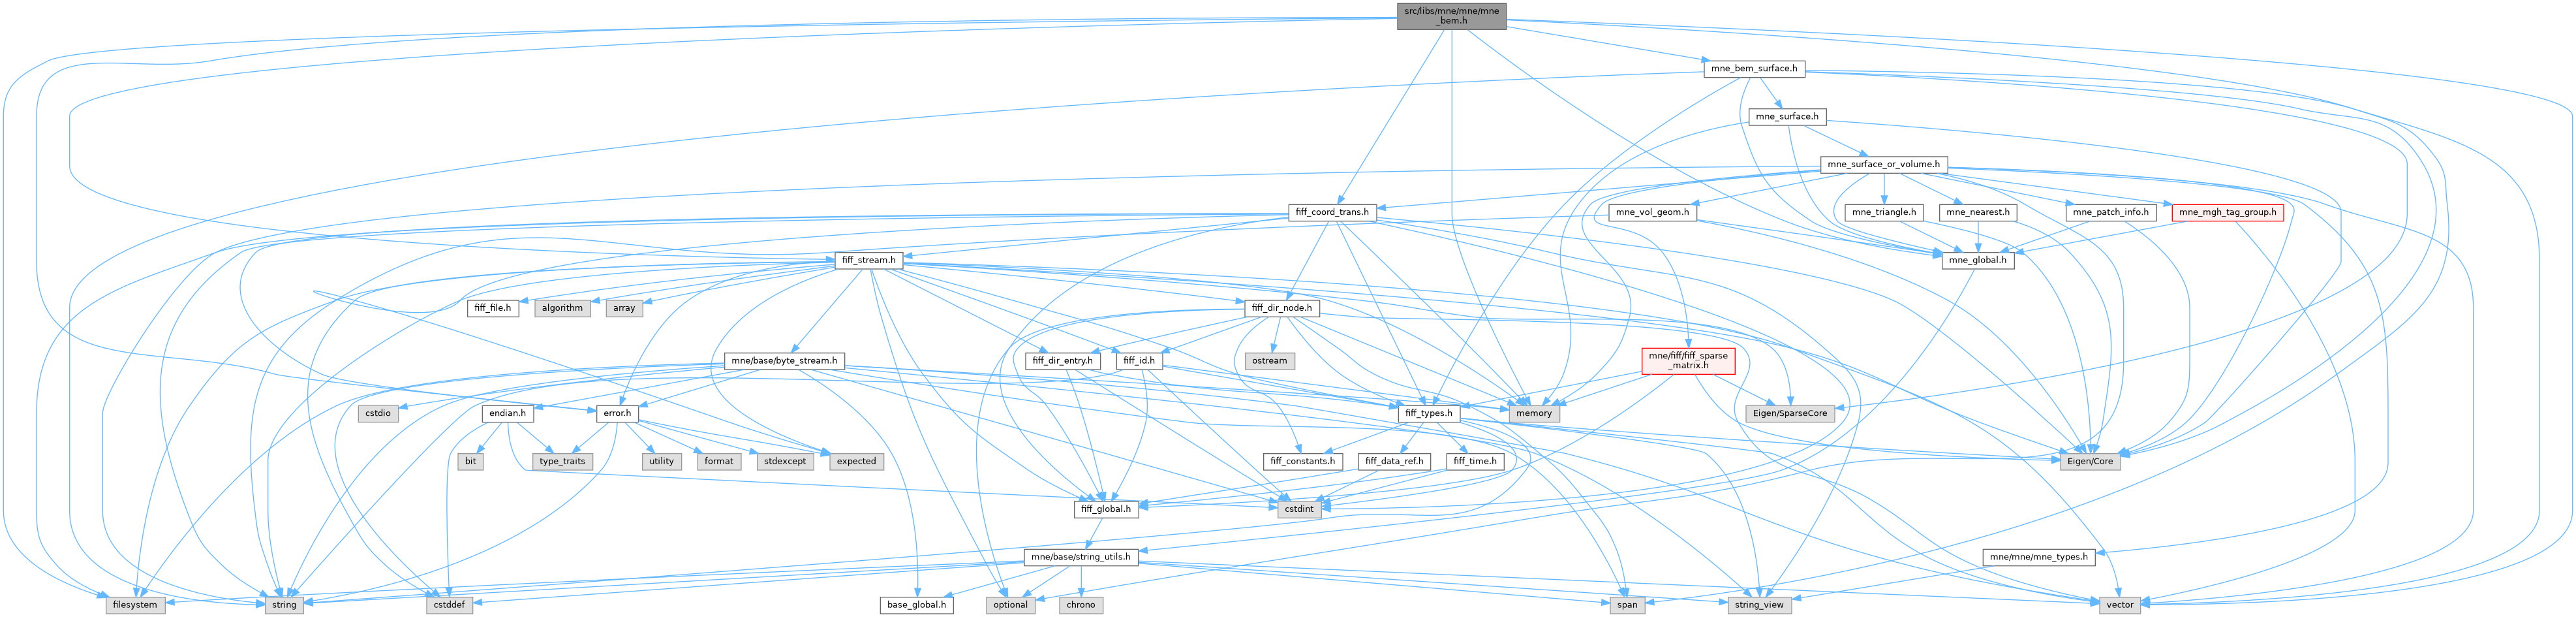 src/libs/mne/mne/mne
_bem.h
mne_bem_surface.h
mne_surface.h
mne_surface_or_volume.h
fiff_coord_trans.h
mne_vol_geom.h
mne_triangle.h
mne_nearest.h
mne_patch_info.h
mne_mgh_tag_group.h
fiff_stream.h
mne_global.h
fiff_file.h
algorithm
array
fiff_dir_node.h
mne/base/byte_stream.h
fiff_dir_entry.h
fiff_id.h
ostream
mne/fiff/fiff_sparse
_matrix.h
cstdio
endian.h
error.h
fiff_types.h
memory
Eigen/SparseCore
bit
type_traits
utility
format
stdexcept
expected
fiff_constants.h
fiff_data_ref.h
fiff_time.h
Eigen/Core
fiff_global.h
cstdint
mne/base/string_utils.h
mne/mne/mne_types.h
filesystem
string
cstddef
base_global.h
optional
chrono
span
string_view
vector